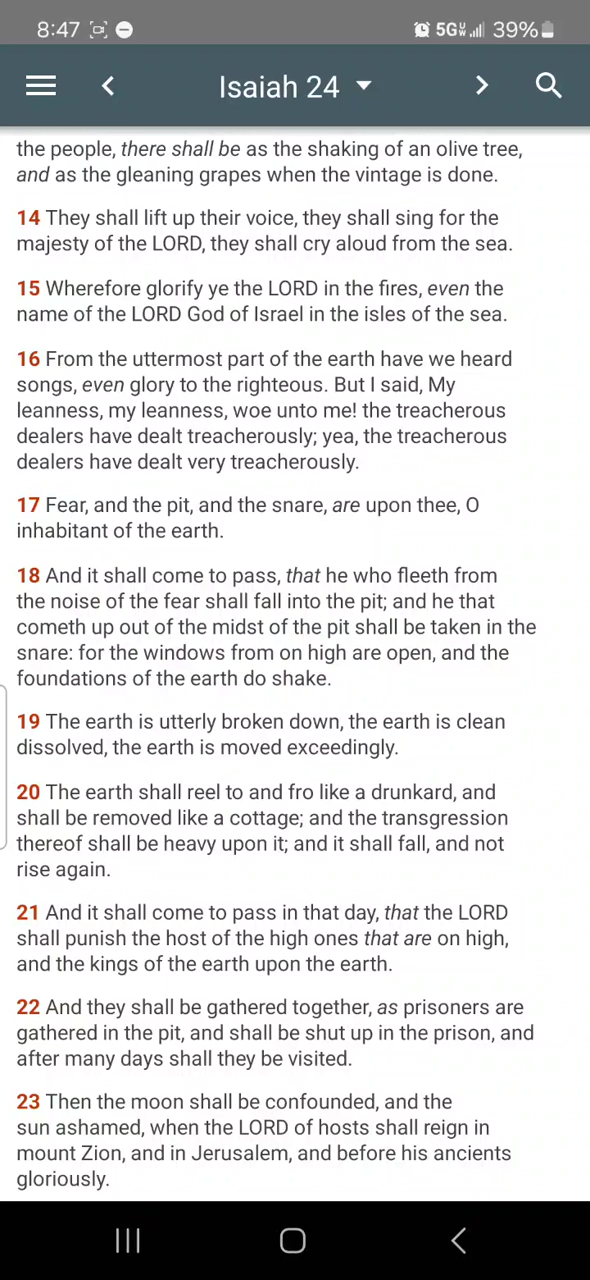 8:47
5G 39%
Isaiah 24
the people, there shall be as the shaking of an olive tree,
and as the gleaning grapes when the vintage is done.
14 They shall lift up their voice, they shall sing for the
majesty of the LORD, they shall cry aloud from the sea.
15 Wherefore glorify ye the LORD in the fires, even the
name of the LORD God of Israel in the isles of the sea.
16 From the uttermost part of the earth have we heard
songs, even glory to the righteous. But I said, My
leanness, my leanness, woe unto me! the treacherous
dealers have dealt treacherously; yea, the treacherous
dealers have dealt very treacherously.
17 Fear, and the pit, and the snare, are upon thee, O
inhabitant of the earth.
18 And it shall come to pass, that he who fleeth from
the noise of the fear shall fall into the pit; and he that
cometh up out of the midst of the pit shall be taken in the
snare: for the windows from on high are open, and the
foundations of the earth do shake.
19 The earth is utterly broken down, the earth is clean
dissolved, the earth is moved exceedingly.
20 The earth shall reel to and fro like a drunkard, and
shall be removed like a cottage; and the transgression
thereof shall be heavy upon it; and it shall fall, and not
rise again.
21 And it shall come to pass in that day, that the LORD
shall punish the host of the high ones that are on high,
and the kings of the earth upon the earth.
22 And they shall be gathered together, as prisoners are
gathered in the pit, and shall be shut up in the prison, and
after many days shall they be visited.
23 Then the moon shall be confounded, and the
sun ashamed, when the LORD of hosts shall reign in
mount Zion, and in Jerusalem, and before his ancients
gloriously.